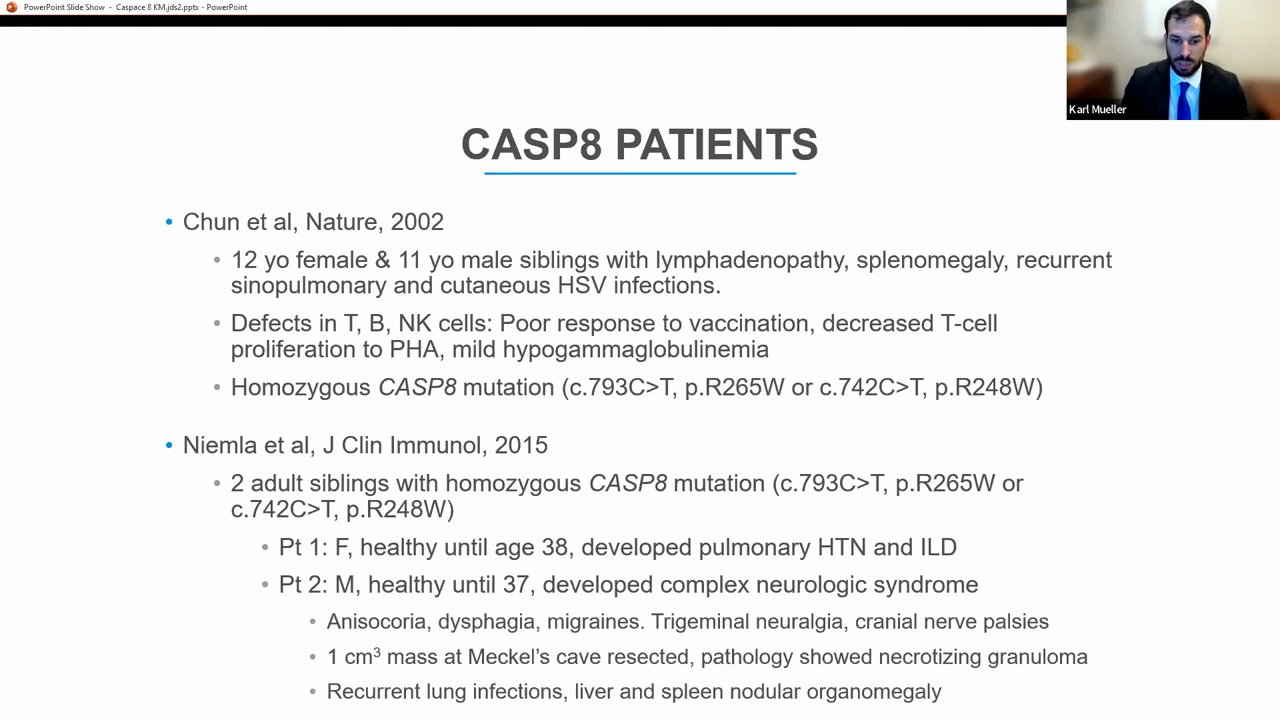 PowerPoint Slide Show - Caspace 8 KM.jds2.pptx - PowerPoint
Karl Mueller
CASP8 PATIENTS
• Chun et al, Nature, 2002
• 12 yo female & 11 yo male siblings with lymphadenopathy, splenomegaly, recurrent
sinopulmonary and cutaneous HSV infections.
• Defects in T, B, NK cells: Poor response to vaccination, decreased T-cell
proliferation to PHA, mild hypogammaglobulinemia
• Homozygous CASP8 mutation (c.793C>T, p.R265W or c.742C>T, p.R248W)
• Niemla et al, J Clin Immunol, 2015
• 2 adult siblings with homozygous CASP8 mutation (c.793C>T, p.R265W or
c.742C>T, p.R248W)
• Pt 1: F, healthy until age 38, developed pulmonary HTN and ILD
• Pt 2: M, healthy until 37, developed complex neurologic syndrome
• Anisocoria, dysphagia, migraines. Trigeminal neuralgia, cranial nerve palsies
• 1 cm³ mass at Meckel's cave resected, pathology showed necrotizing granuloma
• Recurrent lung infections, liver and spleen nodular organomegaly